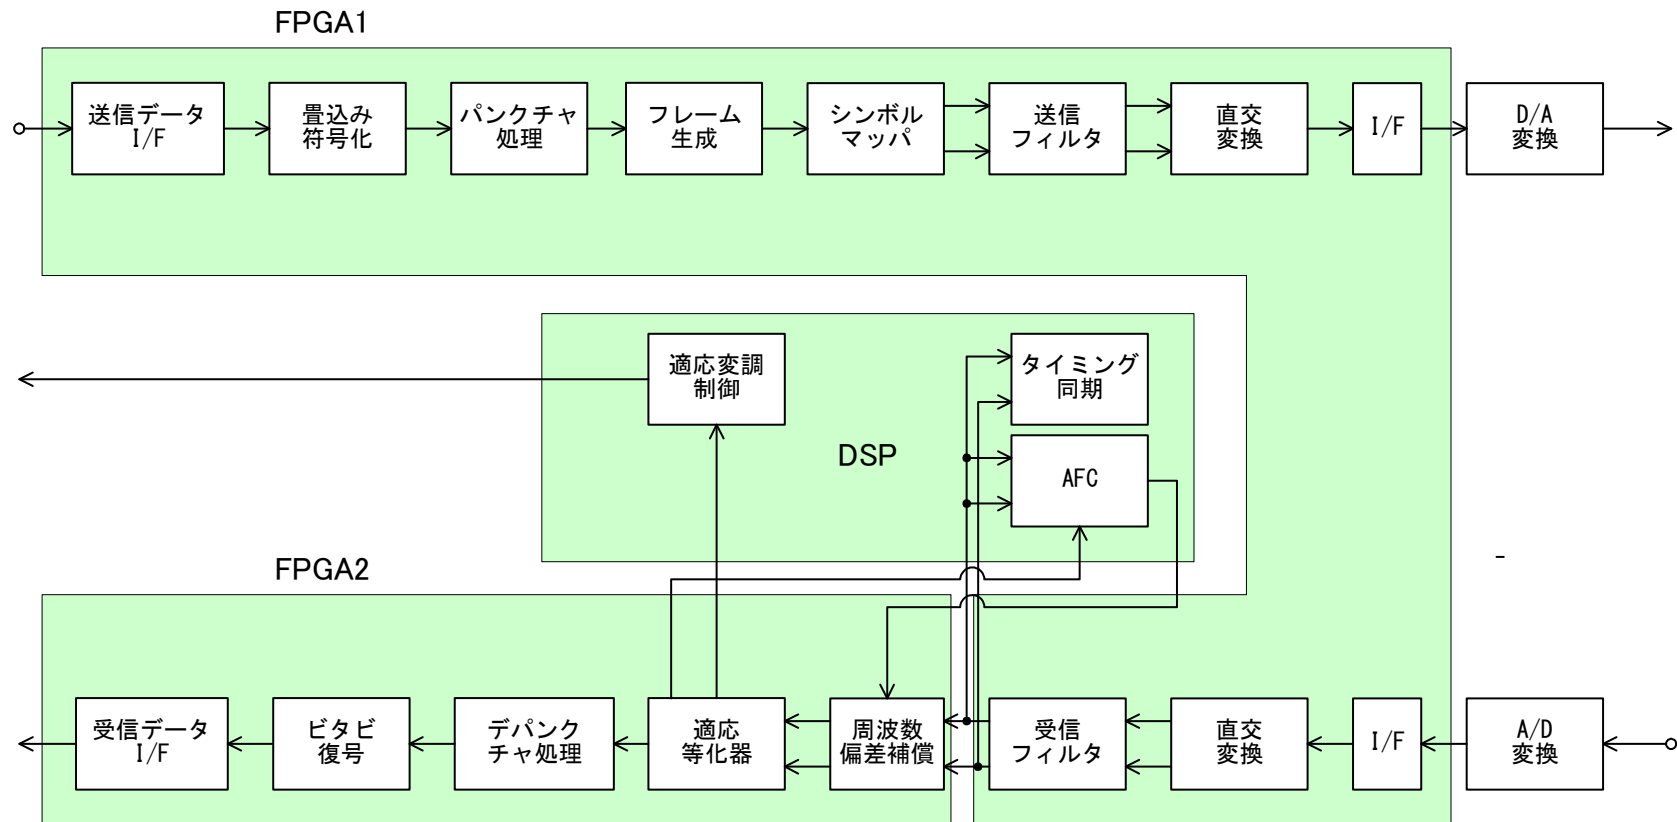 FPGA1
送信データ
I/F
畳込み
符号化
パンクチャ
処理
フレーム
生成
シンボル
マッパ
送信
フィルタ
直交
変換
I/F
D/A
変換
適応変調
制御
タイミング
同期
DSP
AFC
FPGA2
-
受信データ
I/F
ビタビ
復号
デパンク
チャ処理
適応
等化器
周波数
偏差補償
受信
フィルタ
直交
変換
I/F
A/D
変換